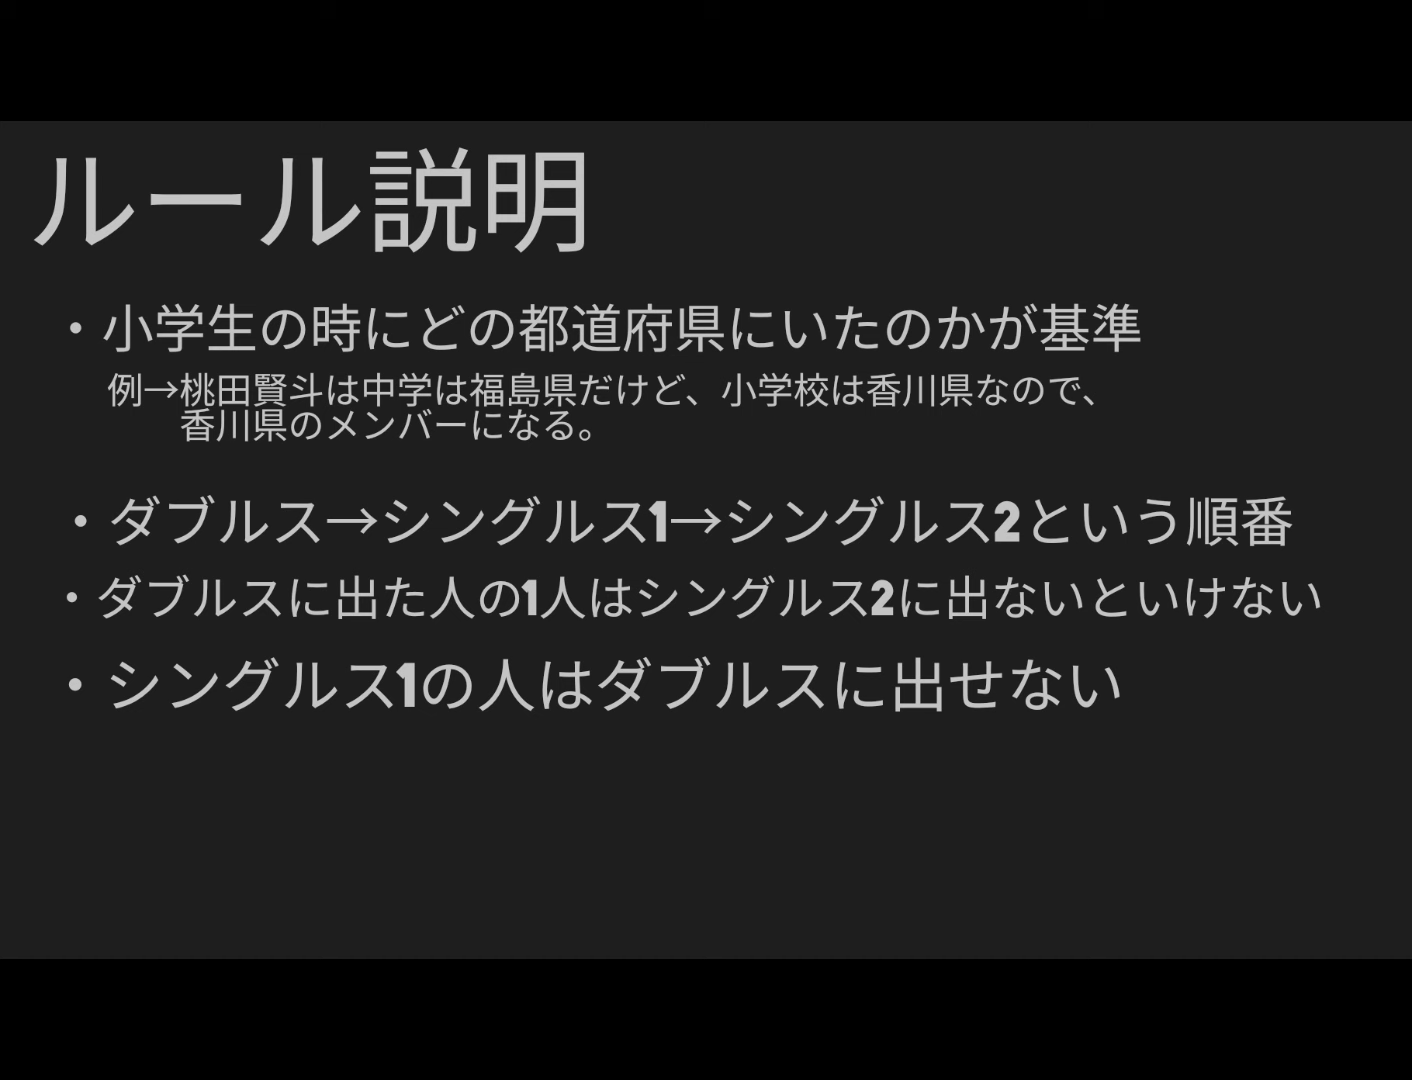 ルール説明
・小学生の時にどの都道府県にいたのかが基準
例→桃田賢斗は中学は福島県だけど、小学校は香川県なので、
香川県のメンバーになる。
・ダブルス→シングルス1→シングルス2という順番
・ダブルスに出た人の1人はシングルス2に出ないといけない
・シングルス1の人はダブルスに出せない